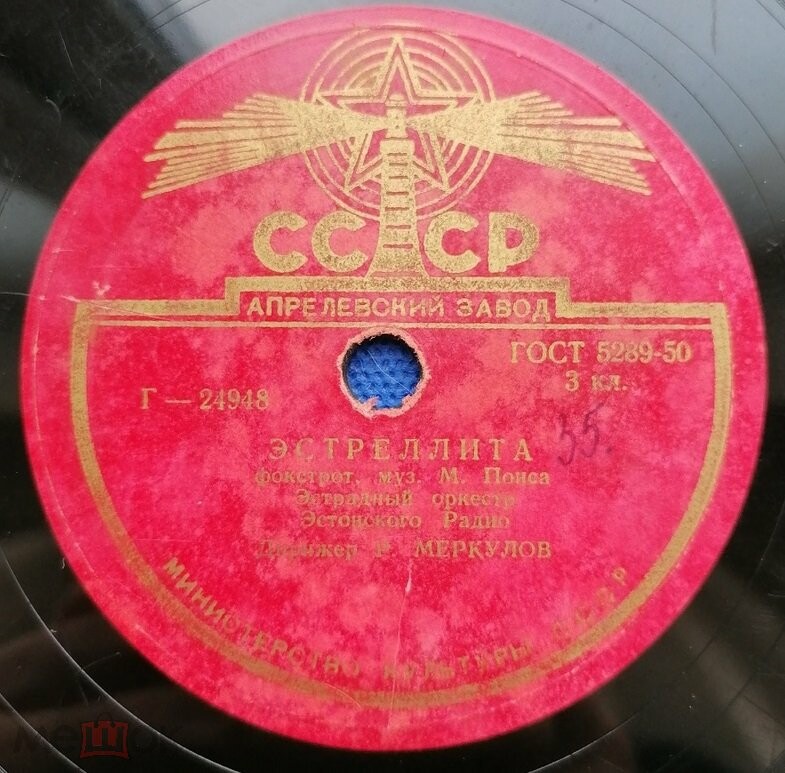 СССР
АПРЕЛЕВСКИЙ ЗАВОД
ГОСТ 5289-50
3 кл.
Г — 24948
35.
ЭСТРЕЛЛИТА
фокстрот, муз. М. Понса
Эстрадный оркестр
Эстонского Радио
Дирижер Р. МЕРКУЛОВ
МИНИСТЕРСТВО КУЛЬТУРЫ СССР